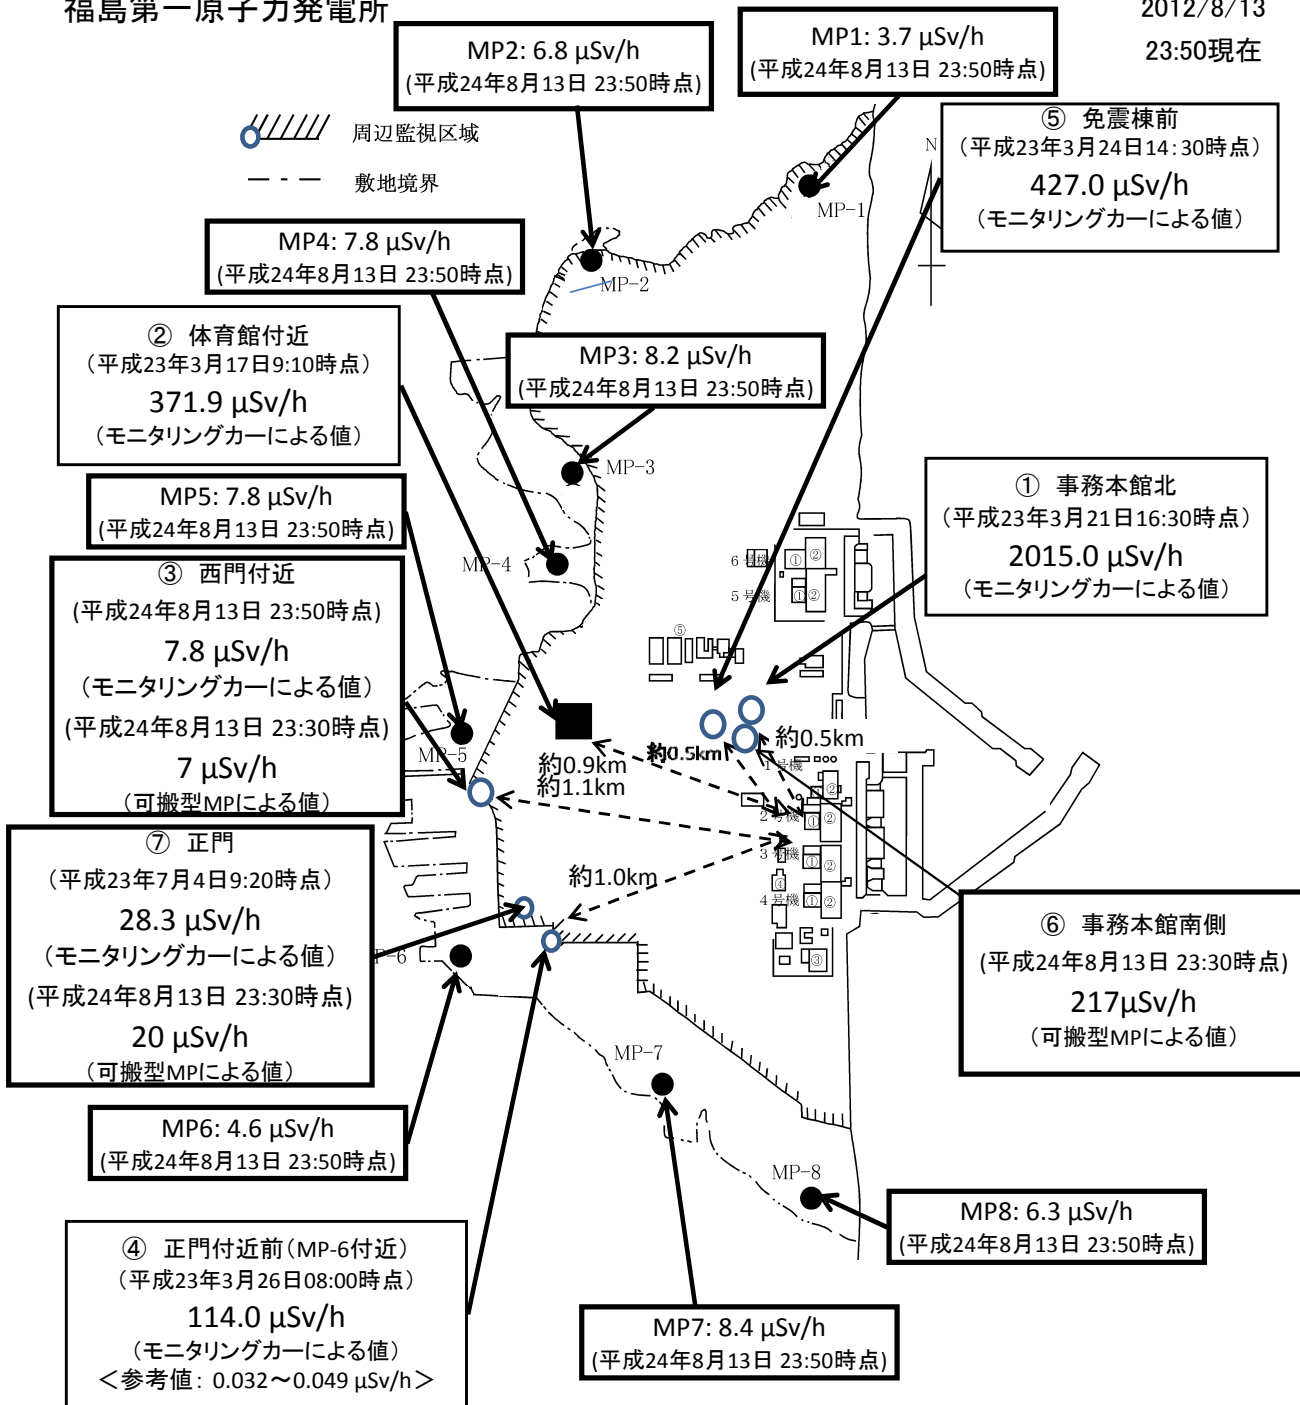 福島第一原子力発電所
2012/8/13
23:50現在
MP2: 6.8 μSv/h
(平成24年8月13日 23:50時点)
MP1: 3.7 μSv/h
(平成24年8月13日 23:50時点)
周辺監視区域
敷地境界
⑤ 免震棟前
(平成23年3月24日14:30時点)
427.0 μSv/h
(モニタリングカーによる値)
N
MP-1
MP4: 7.8 μSv/h
(平成24年8月13日 23:50時点)
MP-2
② 体育館付近
(平成23年3月17日9:10時点)
371.9 μSv/h
(モニタリングカーによる値)
MP3: 8.2 μSv/h
(平成24年8月13日 23:50時点)
MP-3
MP5: 7.8 μSv/h
(平成24年8月13日 23:50時点)
① 事務本館北
(平成23年3月21日16:30時点)
2015.0 μSv/h
(モニタリングカーによる値)
MP-4
6号機
① ②
5号機
① ②
③ 西門付近
(平成24年8月13日 23:50時点)
7.8 μSv/h
(モニタリングカーによる値)
(平成24年8月13日 23:30時点)
7 μSv/h
(可搬型MPによる値)
⑤
MP-5
約0.9km
約1.1km
約0.5km
約0.5km
1号機
②
2号機
① ②
3号機
① ②
④
4号機
① ②
③
約1.0km
⑦ 正門
(平成23年7月4日9:20時点)
28.3 μSv/h
(モニタリングカーによる値)
(平成24年8月13日 23:30時点)
20 μSv/h
(可搬型MPによる値)
P-6
⑥ 事務本館南側
(平成24年8月13日 23:30時点)
217μSv/h
(可搬型MPによる値)
MP-7
MP6: 4.6 μSv/h
(平成24年8月13日 23:50時点)
MP-8
MP8: 6.3 μSv/h
(平成24年8月13日 23:50時点)
④ 正門付近前(MP-6付近)
(平成23年3月26日08:00時点)
114.0 μSv/h
(モニタリングカーによる値)
＜参考値: 0.032～0.049 μSv/h＞
MP7: 8.4 μSv/h
(平成24年8月13日 23:50時点)